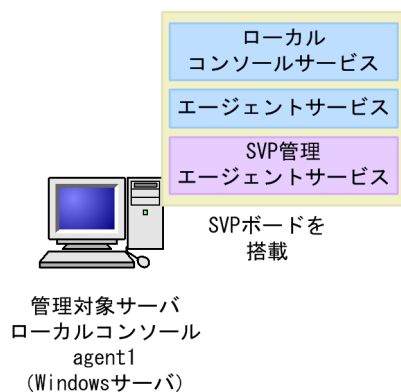 ローカル
コンソールサービス
エージェントサービス
SVP管理
エージェントサービス
SVPボードを
搭載
管理対象サーバ
ローカルコンソール
agent1
(Windowsサーバ)